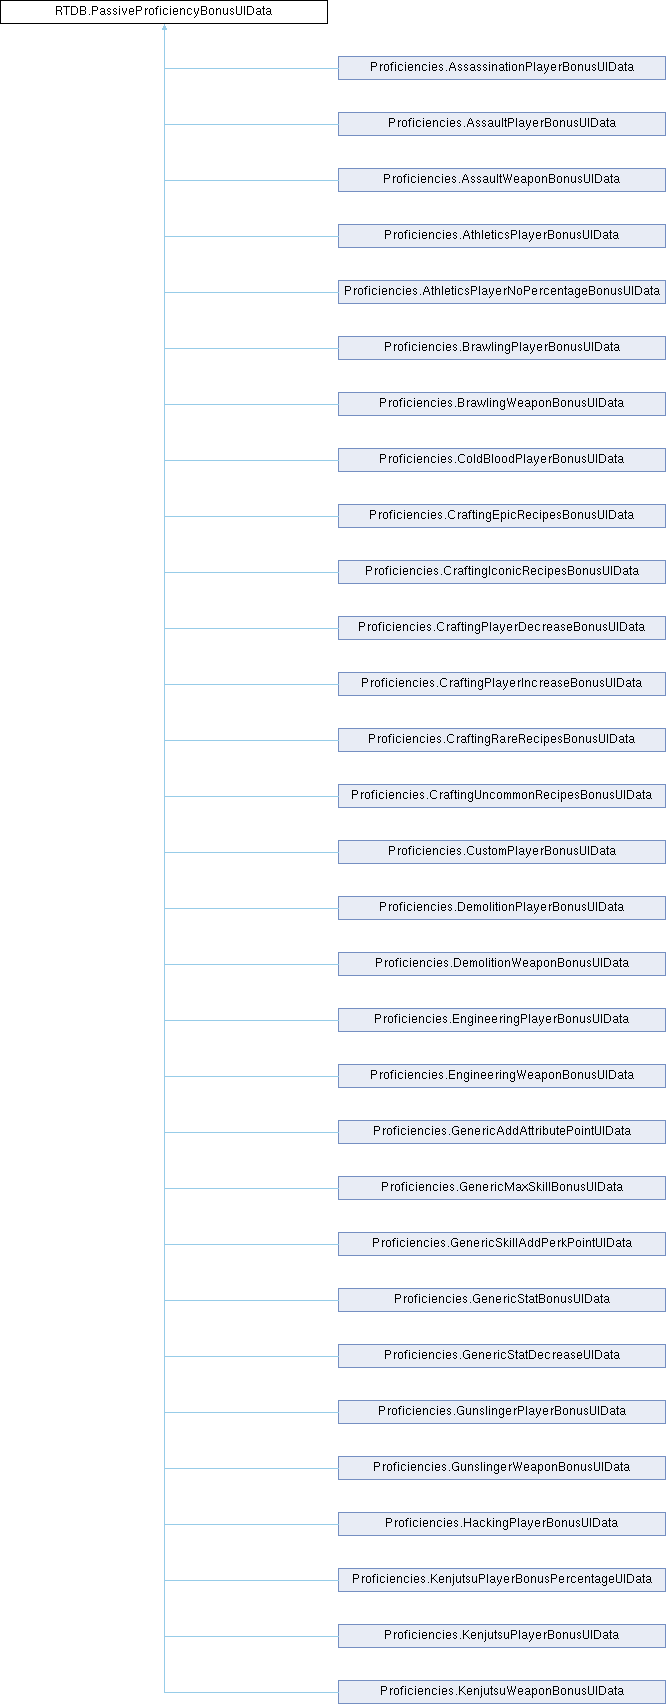 RTDB.PassiveProficiencyBonusUIData
Proficiencies.AssassinationPlayerBonusUIData
Proficiencies.AssaultPlayerBonusUIData
Proficiencies.AssaultWeaponBonusUIData
Proficiencies.AthleticsPlayerBonusUIData
Proficiencies.AthleticsPlayerNoPercentageBonusUIData
Proficiencies.BrawlingPlayerBonusUIData
Proficiencies.BrawlingWeaponBonusUIData
Proficiencies.ColdBloodPlayerBonusUIData
Proficiencies.CraftingEpicRecipesBonusUIData
Proficiencies.CraftingIconicRecipesBonusUIData
Proficiencies.CraftingPlayerDecreaseBonusUIData
Proficiencies.CraftingPlayerIncreaseBonusUIData
Proficiencies.CraftingRareRecipesBonusUIData
Proficiencies.CraftingUncommonRecipesBonusUIData
Proficiencies.CustomPlayerBonusUIData
Proficiencies.DemolitionPlayerBonusUIData
Proficiencies.DemolitionWeaponBonusUIData
Proficiencies.EngineeringPlayerBonusUIData
Proficiencies.EngineeringWeaponBonusUIData
Proficiencies.GenericAddAttributePointUIData
Proficiencies.GenericMaxSkillBonusUIData
Proficiencies.GenericSkillAddPerkPointUIData
Proficiencies.GenericStatBonusUIData
Proficiencies.GenericStatDecreaseUIData
Proficiencies.GunslingerPlayerBonusUIData
Proficiencies.GunslingerWeaponBonusUIData
Proficiencies.HackingPlayerBonusUIData
Proficiencies.KenjutsuPlayerBonusPercentageUIData
Proficiencies.KenjutsuPlayerBonusUIData
Proficiencies.KenjutsuWeaponBonusUIData